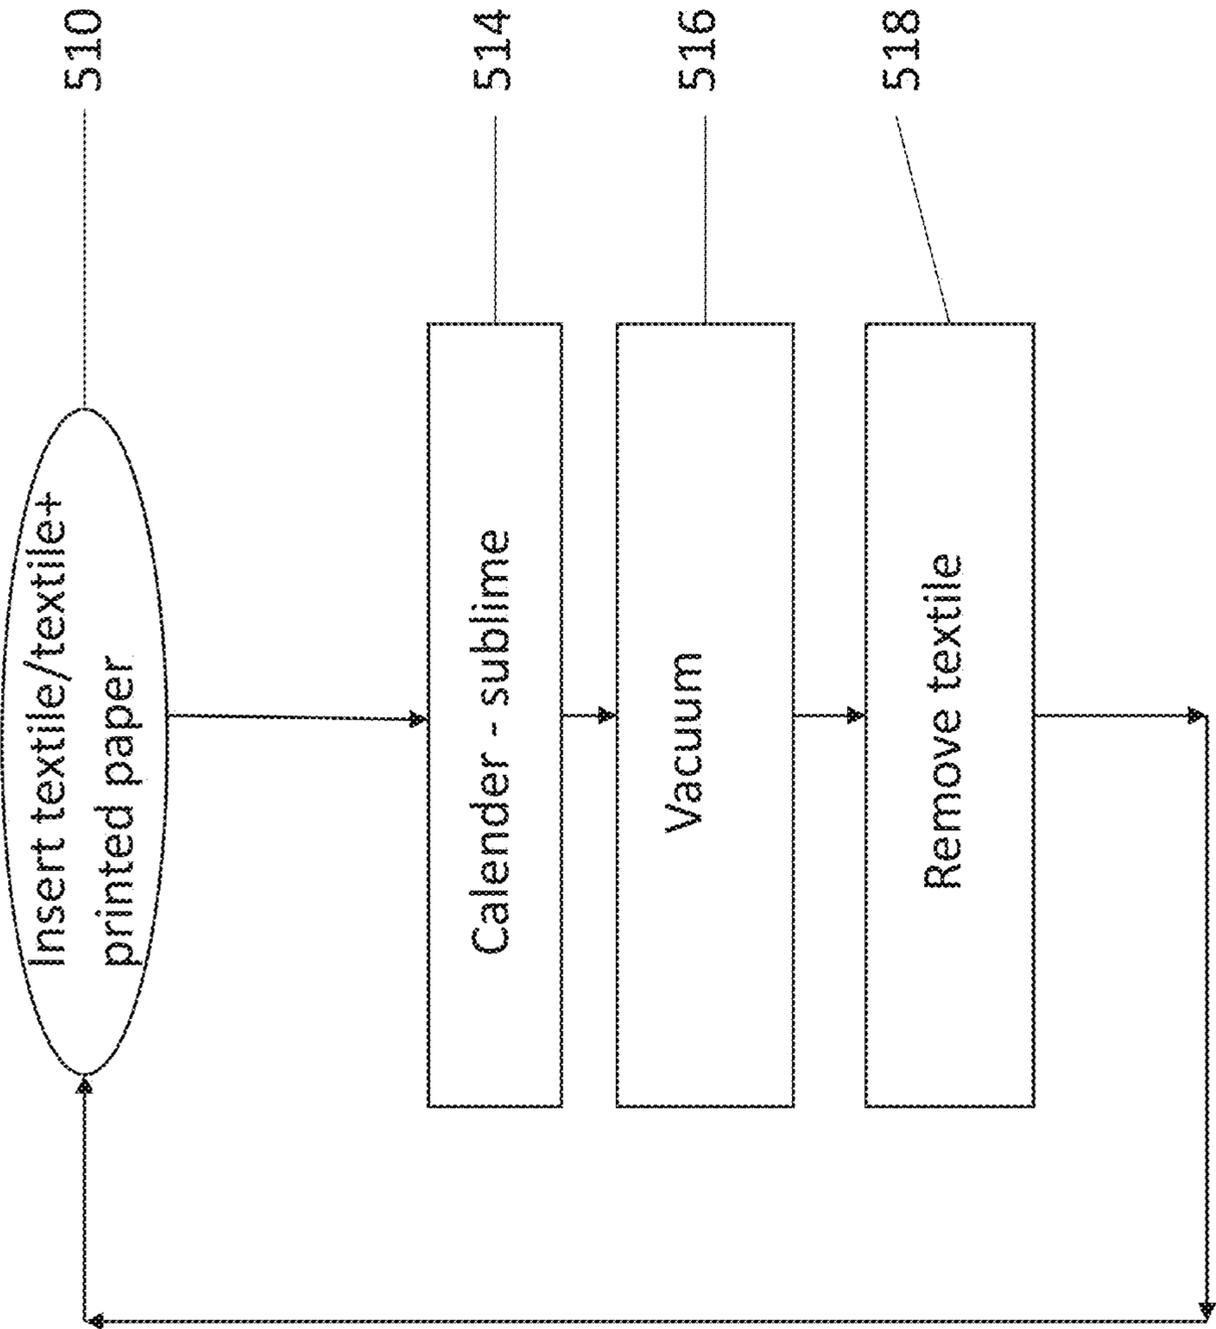 Insert textile/textile+
printed paper
510
Calender - sublime
514
Vacuum
516
Remove textile
518